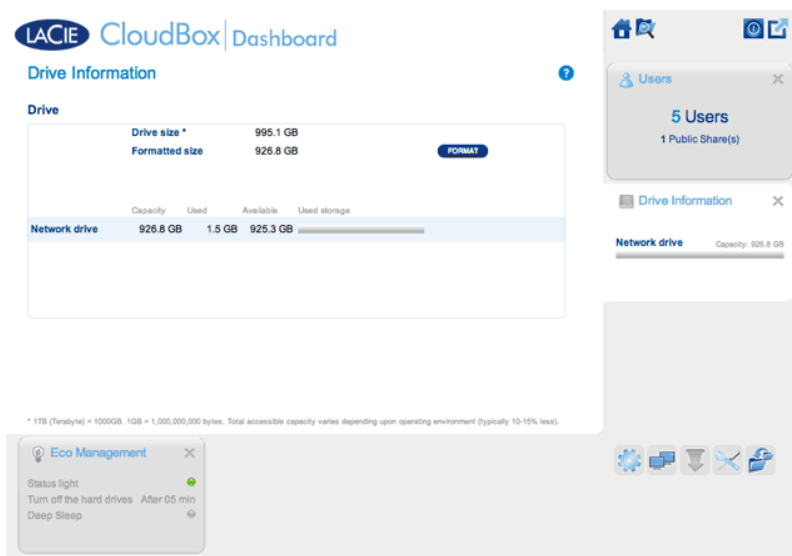 LACIE CloudBox Dashboard
Drive Information
?
Drive
Drive size * 995.1 GB
Formatted size 926.8 GB FORMAT
Capacity Used Available Used storage
Network drive 926.8 GB 1.5 GB 925.3 GB
* 1TB (Terabyte) = 1000GB. 1GB = 1,000,000,000 bytes. Total accessible capacity varies depending upon operating environment (typically 10-15% less).
Users
5 Users
1 Public Share(s)
Drive Information
Network drive Capacity: 926.8 GB
Eco Management
Status light
Turn off the hard drives After 05 min
Deep Sleep